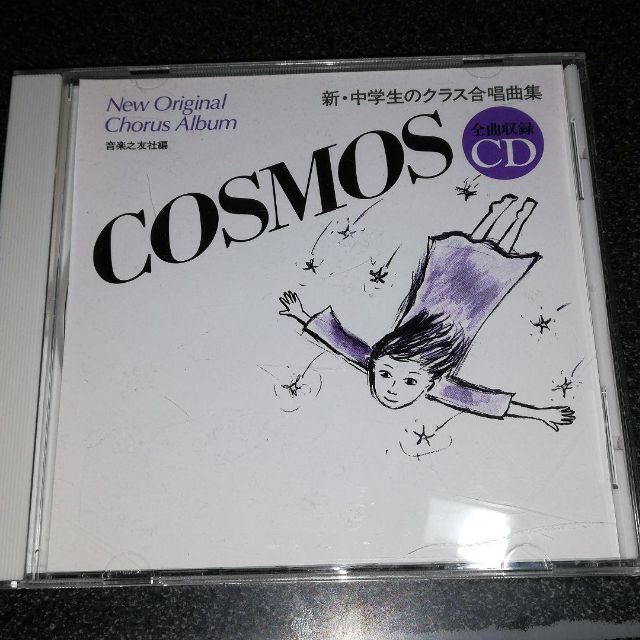 New Original
Chorus Album
音楽之友社編
新・中学生のクラス合唱曲集
全曲収録
CD
COSMOS